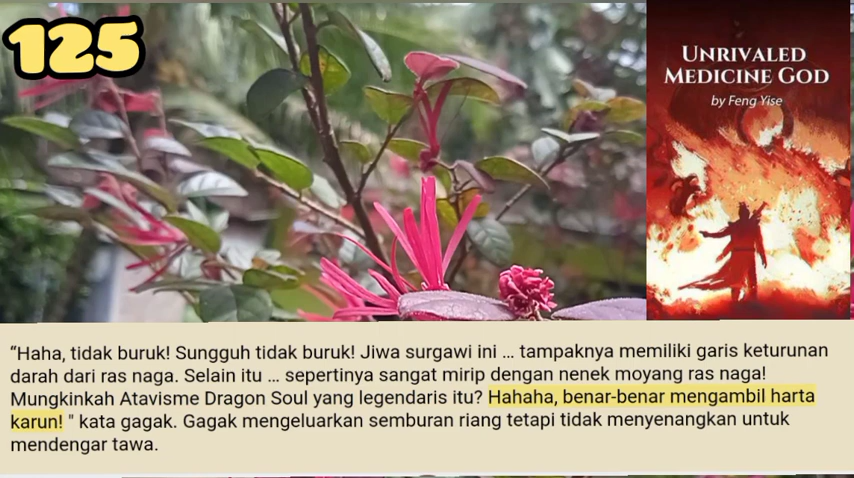 125
UNRIVALED
MEDICINE GOD
by Feng Yise
“Haha, tidak buruk! Sungguh tidak buruk! Jiwa surgawi ini ... tampaknya memiliki garis keturunan
darah dari ras naga. Selain itu ... sepertinya sangat mirip dengan nenek moyang ras naga!
Mungkinkah Atavisme Dragon Soul yang legendaris itu? Hahaha, benar-benar mengambil harta
karun! " kata gagak. Gagak mengeluarkan semburan riang tetapi tidak menyenangkan untuk
mendengar tawa.